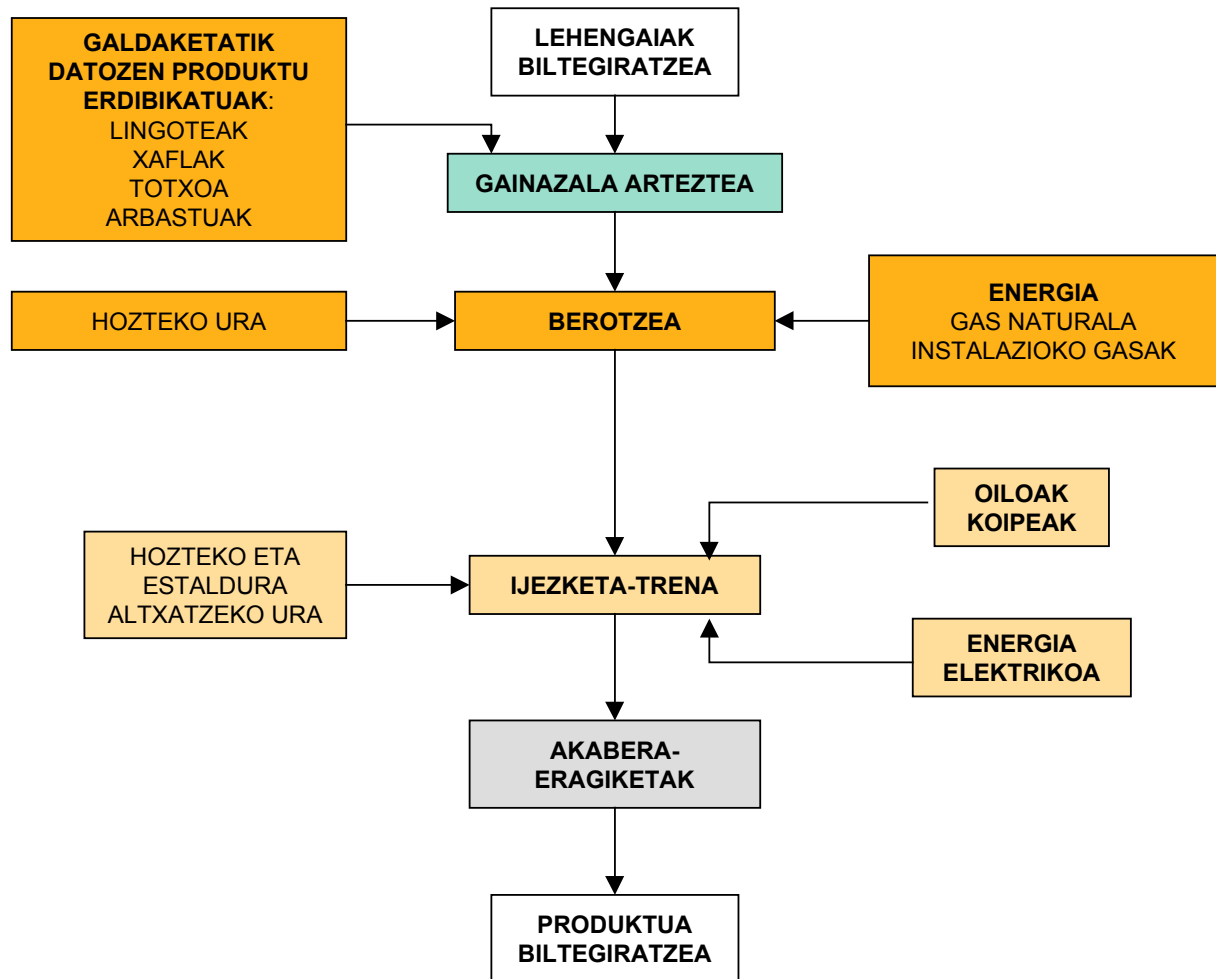 GALDAKETATIK
DATOZEN PRODUKTU
ERDIBIKATUAK:
LINGOTEAK
XAFLAK
TOTXOA
ARBASTUAK
LEHENGAIAK
BILTEGIRATZEA
GAINAZALA ARTEZTEA
HOZTEKO URA
BEROTZEA
ENERGIA
GAS NATURALA
INSTALAZIOKO GASAK
OILOAK
KOIPEAK
HOZTEKO ETA
ESTALDURA
ALTXATZEKO URA
IJEZKETA-TRENA
ENERGIA
ELEKTRIKOA
AKABERA-
ERAGIKETAK
PRODUKTUA
BILTEGIRATZEA